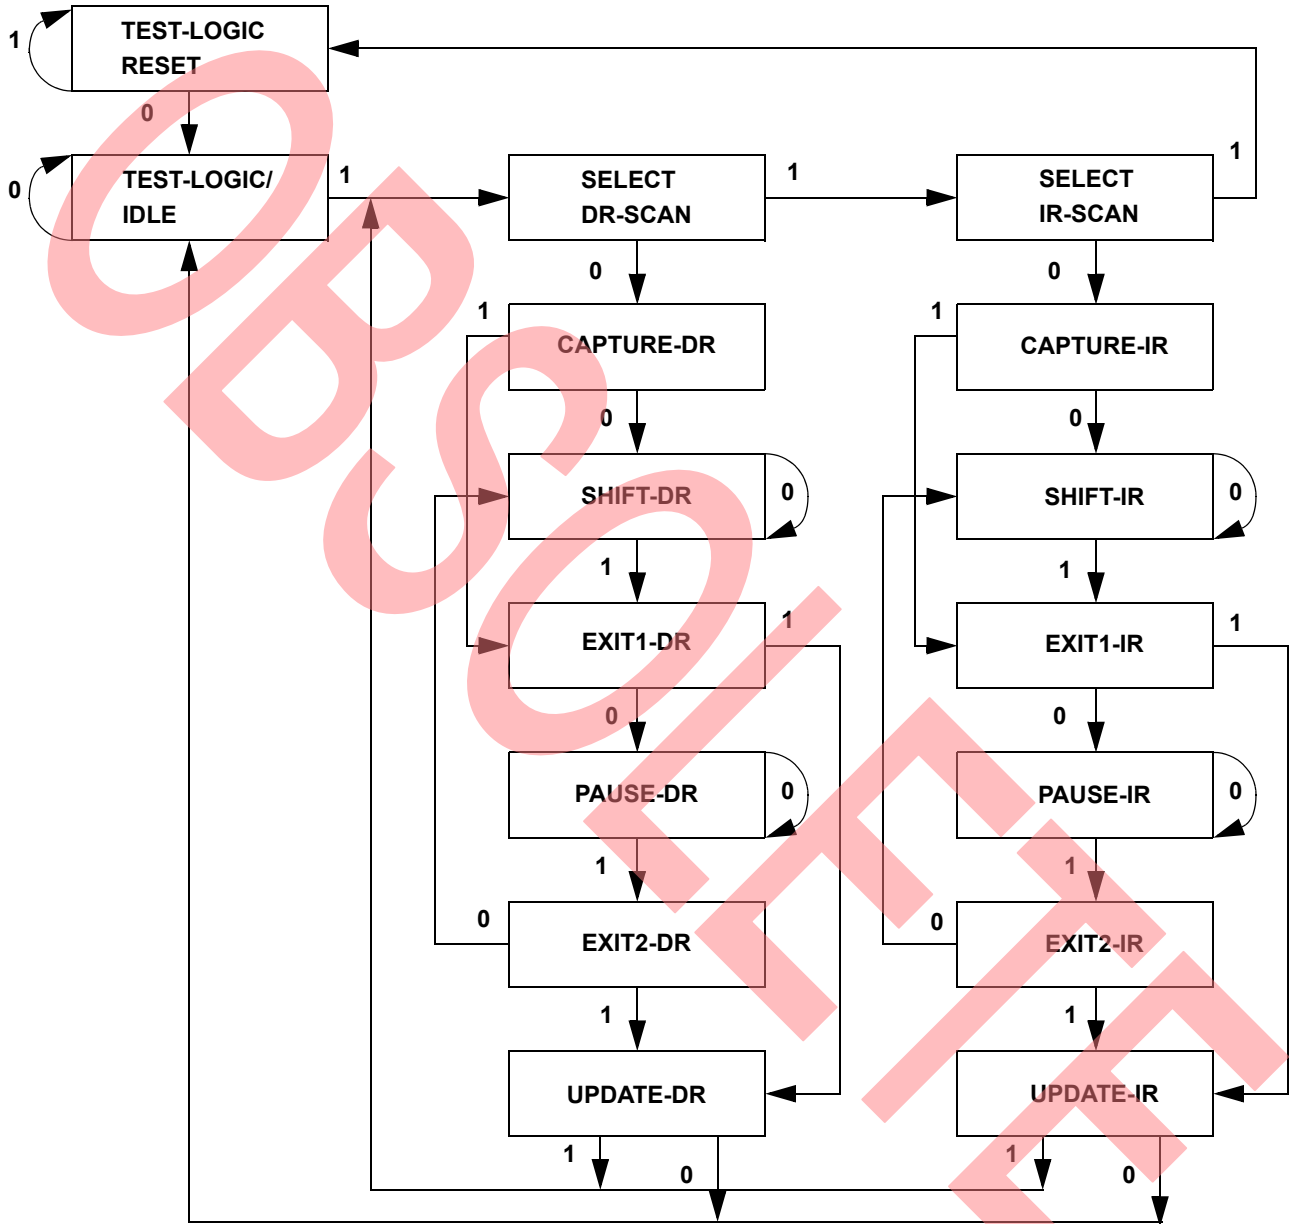 TEST-LOGIC
RESET
1
0
TEST-LOGIC/
IDLE
0
1
SELECT
DR-SCAN
1
SELECT
IR-SCAN
1
0
0
1
CAPTURE-DR
1
CAPTURE-IR
0
0
SHIFT-DR
0
SHIFT-IR
0
1
1
EXIT1-DR
1
EXIT1-IR
1
0
0
PAUSE-DR
0
PAUSE-IR
0
1
1
0
EXIT2-DR
0
EXIT2-IR
1
1
UPDATE-DR
UPDATE-IR
1
0
1
0
OBSOLETE